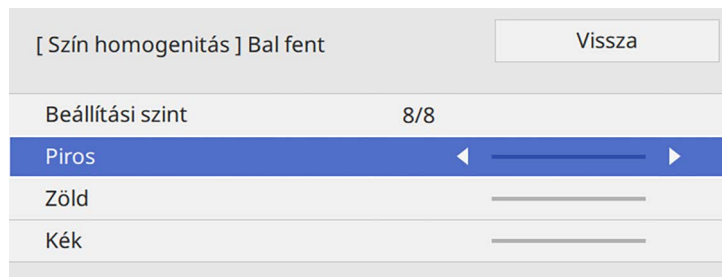 [ Szín homogenitás ] Bal fent
Vissza
Beállítási szint 8/8
Piros
Zöld
Kék